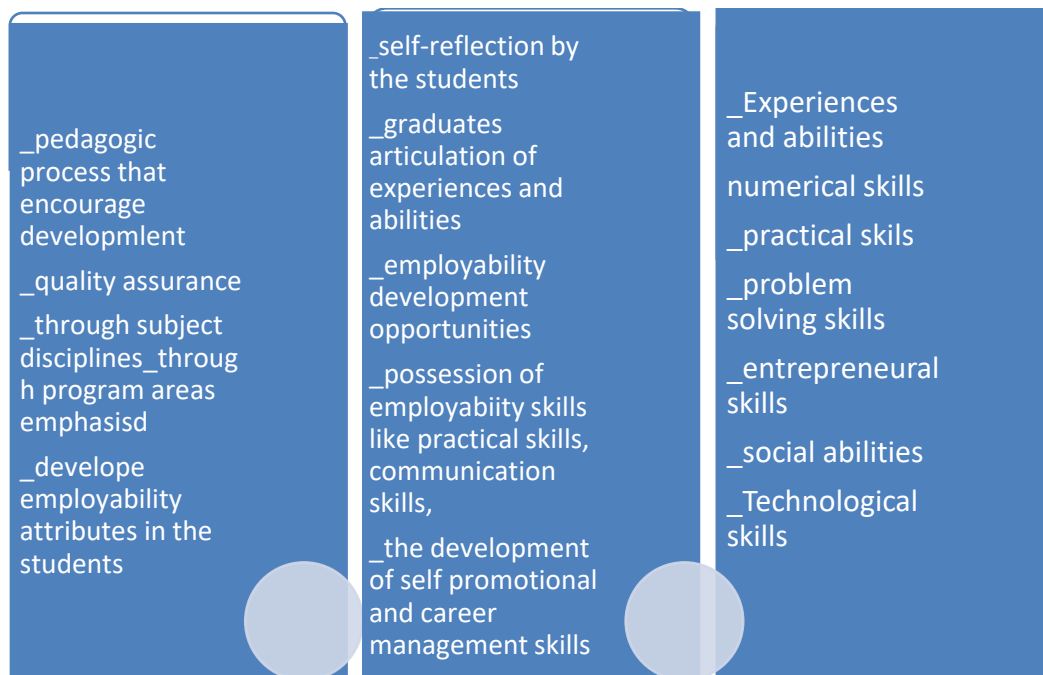 _pedagogic
process that
encourage
developmlent
_quality assurance
_through subject
disciplines_throug
h program areas
emphasisd
_develope
employability
attributes in the
students
_self-reflection by
the students
_graduates
articulation of
experiences and
abilities
_employability
development
opportunities
_possession of
employabiity skills
like practical skills,
communication
skills,
_the development
of self promotional
and career
management skills
_Experiences
and abilities
numerical skills
_practical skils
_problem
solving skills
_entrepreneural
skills
_social abilities
_Technological
skills